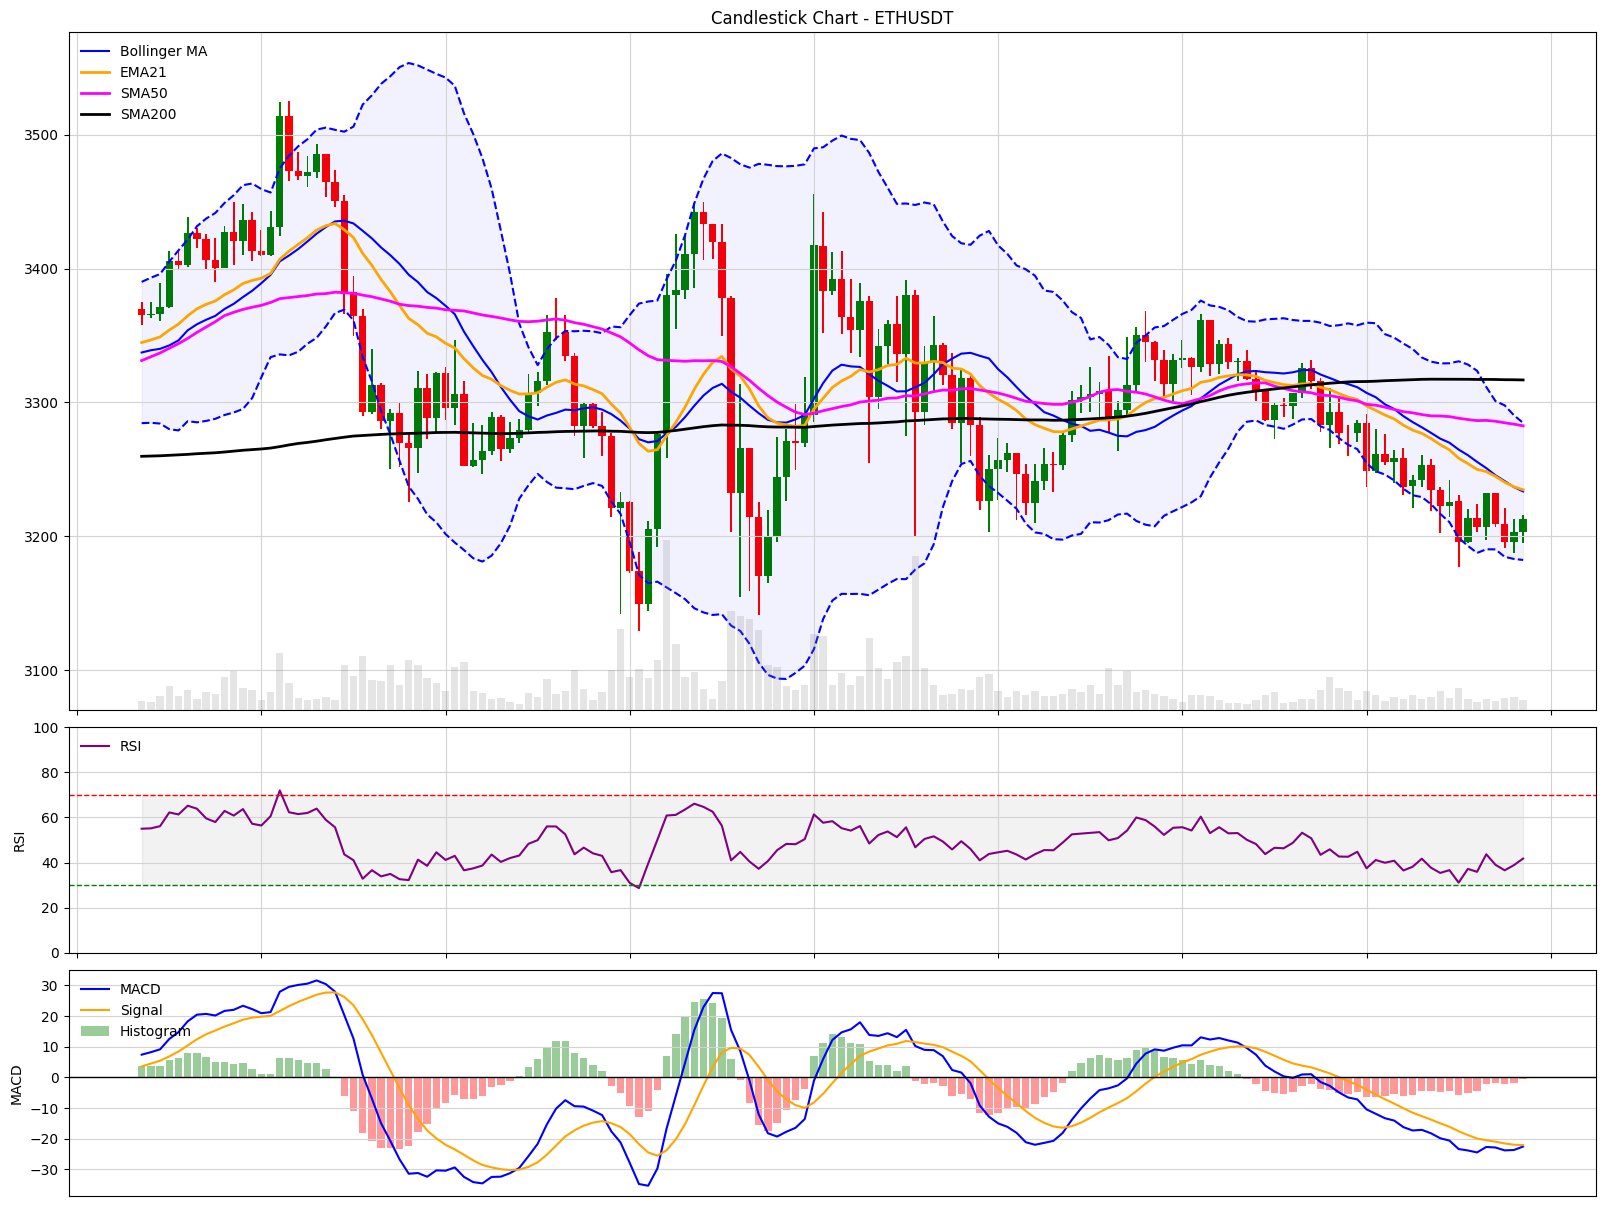 Candlestick Chart - ETHUSDT
Bollinger MA
EMA21
SMA50
SMA200
3500
3400
3300
3200
3100
100
RSI
80
60
RSI
40
20
0
30
MACD
20
Signal
10
Histogram
0
MACD
−10
−20
−30